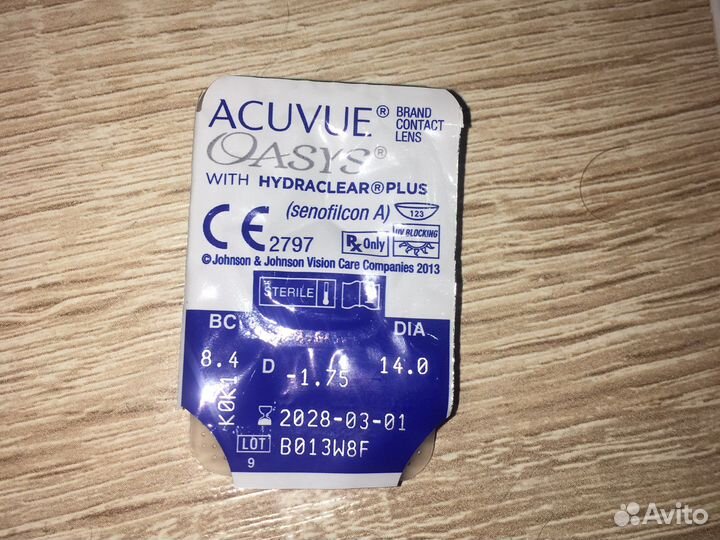 ACUVUE® BRAND CONTACT LENS
OASYS®
WITH HYDRACLEAR®PLUS
(senofilcon A) 123
CE 2797 Rx Only UV BLOCKING
©Johnson & Johnson Vision Care Companies 2013
STERILE
BC DIA
8.4 D -1.75 14.0
K0K1
2028-03-01
LOT B013W8F
9
Avito